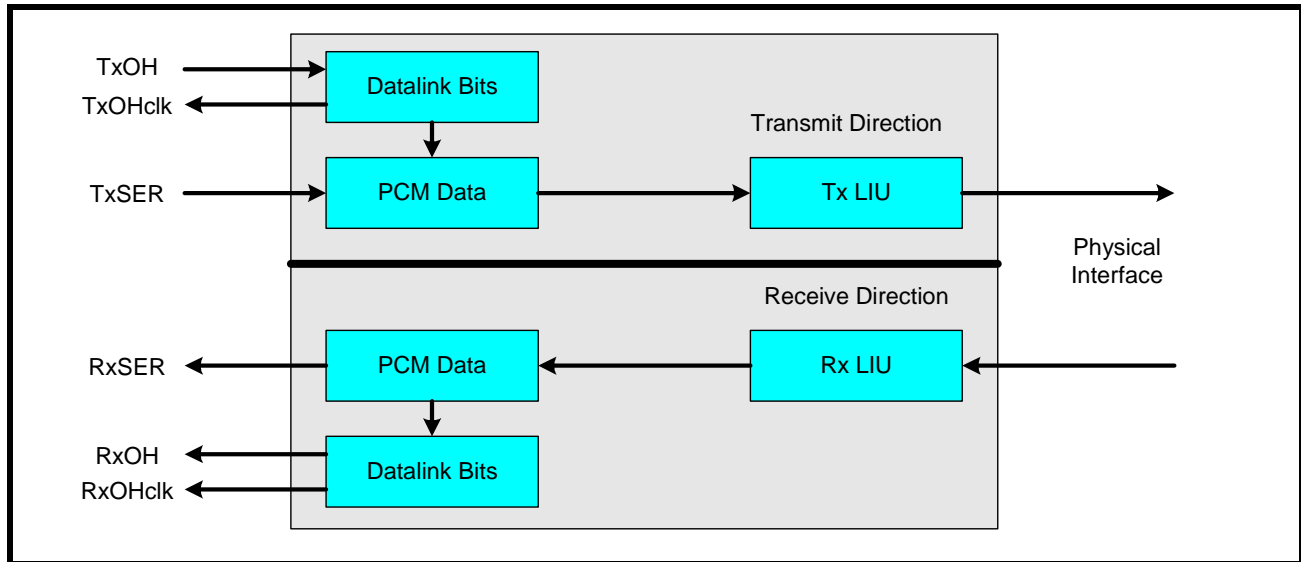 TxOH
Datalink Bits
TxOHclk
Transmit Direction
TxSER
PCM Data
Tx LIU
Physical
Interface
Receive Direction
RxSER
PCM Data
Rx LIU
RxOH
Datalink Bits
RxOHclk